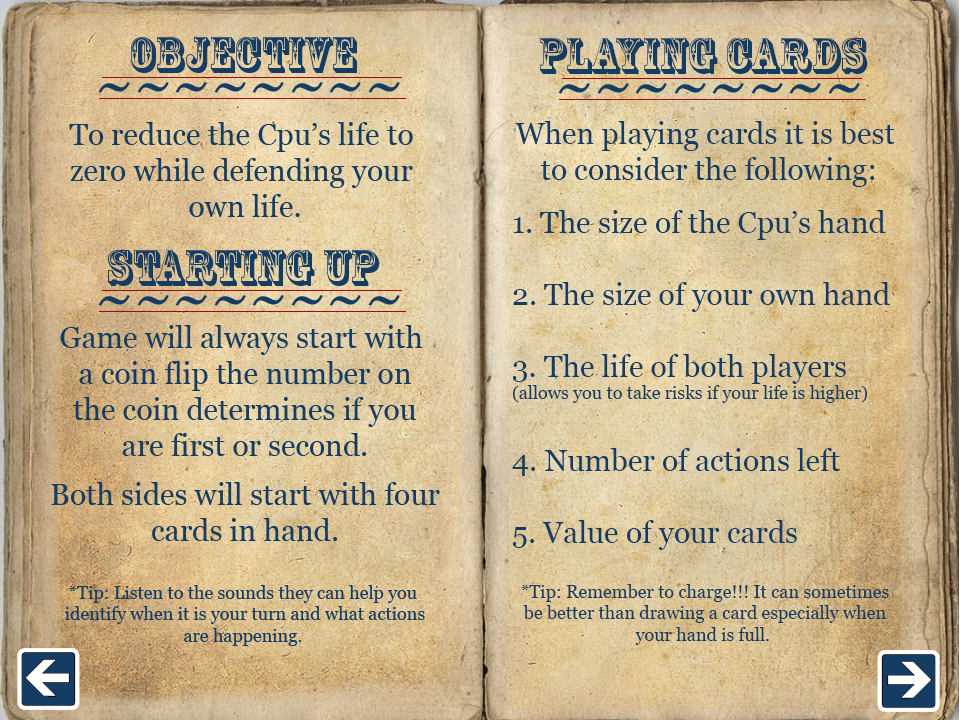 OBJECTIVE
To reduce the Cpu's life to
zero while defending your
own life.
STARTING UP
Game will always start with
a coin flip the number on
the coin determines if you
are first or second.
Both sides will start with four
cards in hand.
*Tip: Listen to the sounds they can help you
identify when it is your turn and what actions
are happening.
PLAYING CARDS
When playing cards it is best
to consider the following:
1. The size of the Cpu's hand
2. The size of your own hand
3. The life of both players
(allows you to take risks if your life is higher)
4. Number of actions left
5. Value of your cards
*Tip: Remember to charge!!! It can sometimes
be better than drawing a card especially when
your hand is full.